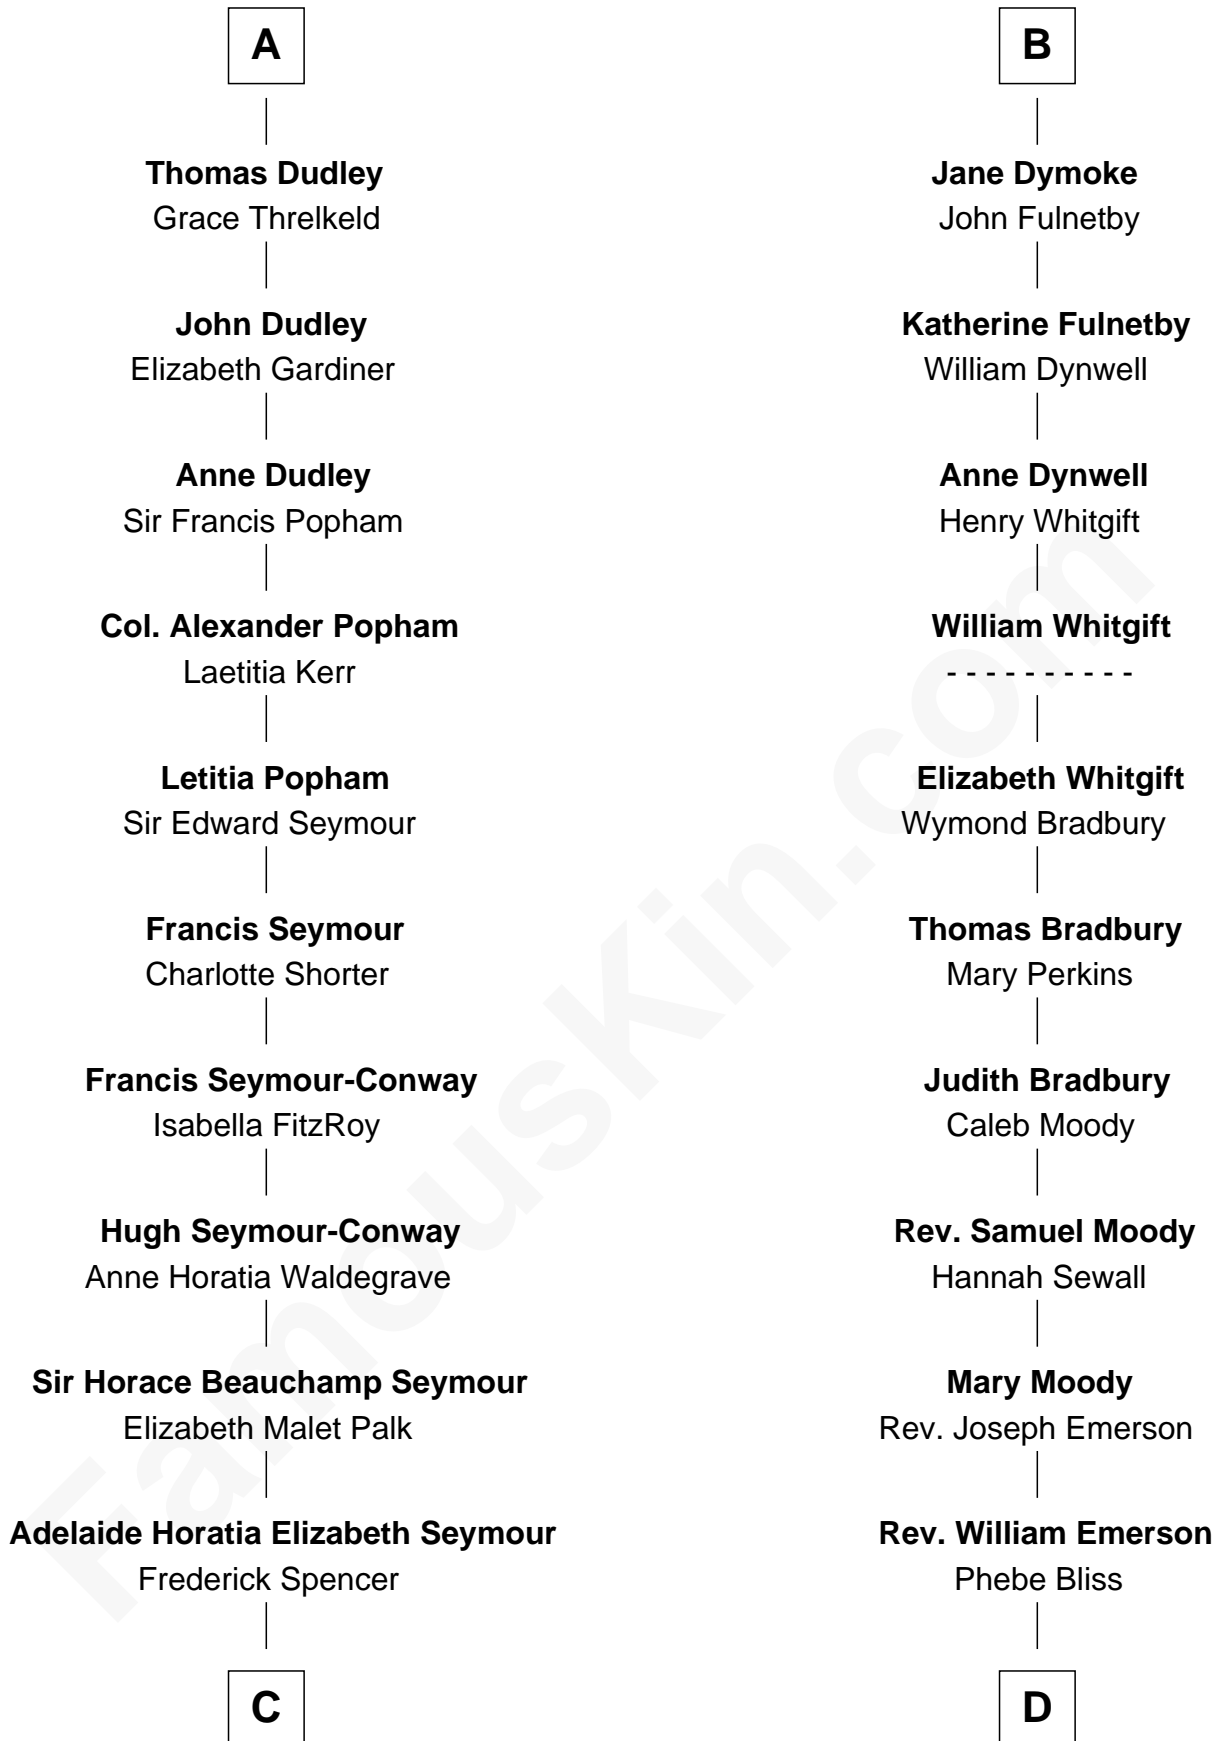 A
Thomas Dudley
Grace Threlkeld
John Dudley
Elizabeth Gardiner
Anne Dudley
Sir Francis Popham
Col. Alexander Popham
Laetitia Kerr
Letitia Popham
Sir Edward Seymour
Francis Seymour
Charlotte Shorter
Francis Seymour-Conway
Isabella FitzRoy
Hugh Seymour-Conway
Anne Horatia Waldegrave
Sir Horace Beauchamp Seymour
Elizabeth Malet Palk
Adelaide Horatia Elizabeth Seymour
Frederick Spencer
C
B
Jane Dymoke
John Fulnetby
Katherine Fulnetby
William Dynwell
Anne Dynwell
Henry Whitgift
William Whitgift
- - - - - - - - - -
Elizabeth Whitgift
Wymond Bradbury
Thomas Bradbury
Mary Perkins
Judith Bradbury
Caleb Moody
Rev. Samuel Moody
Hannah Sewall
Mary Moody
Rev. Joseph Emerson
Rev. William Emerson
Phebe Bliss
D
FamousKin.com